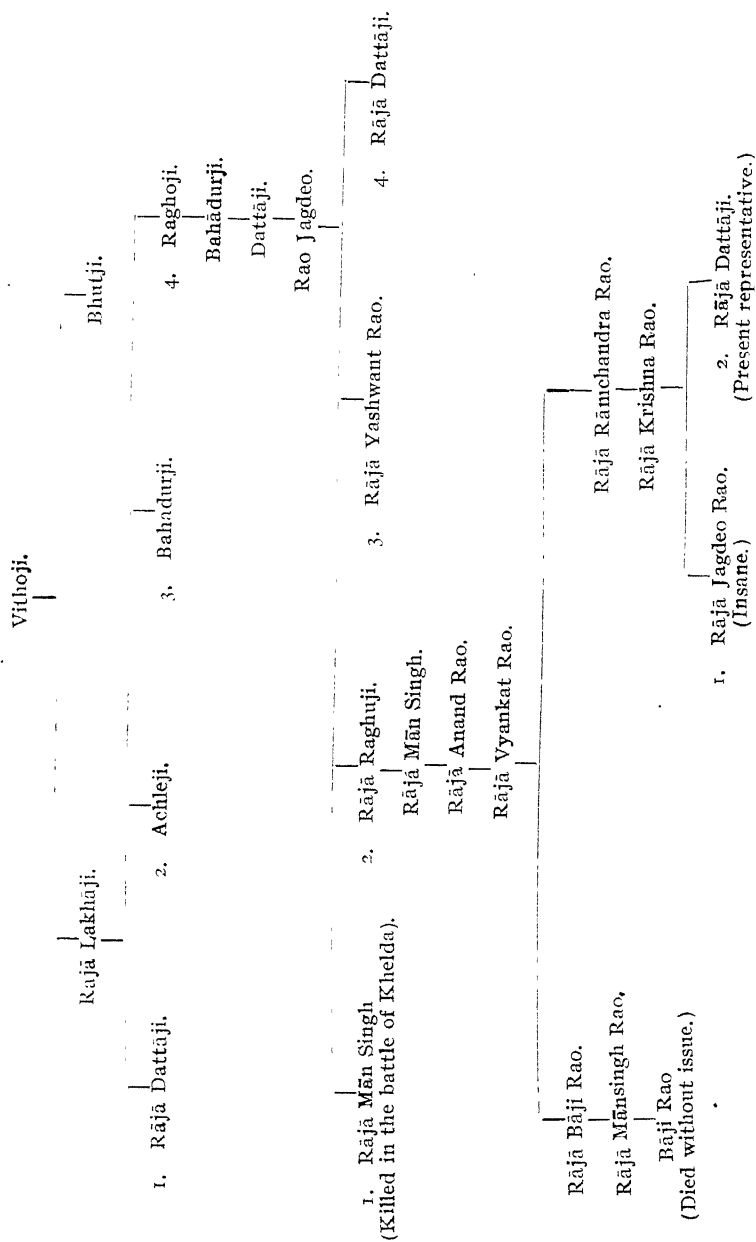 Vithoji.
Rajā Lakhāji.
Bhutji.
1. Rājā Dattāji.
2. Achleji.
3. Bahadurji.
4. Raghoji.
Bahādurji.
Dattāji.
Rao Jagdeo.
1. Rājā Mān Singh
(Killed in the battle of Khelda).
2. Rājā Raghuji.
Rājā Mān Singh.
Rājā Anand Rao.
Rājā Vyankat Rao.
3. Rājā Yashwant Rao.
4. Rājā Dattāji.
Rājā Bāji Rao.
Rājā Mānsingh Rao.
Bāji Rao
(Died without issue.)
Rājā Rāmchandra Rao.
Rājā Krishna Rao.
1. Rājā Jagdeo Rao.
(Insane.)
2. Rājā Dattāji.
(Present representative.)